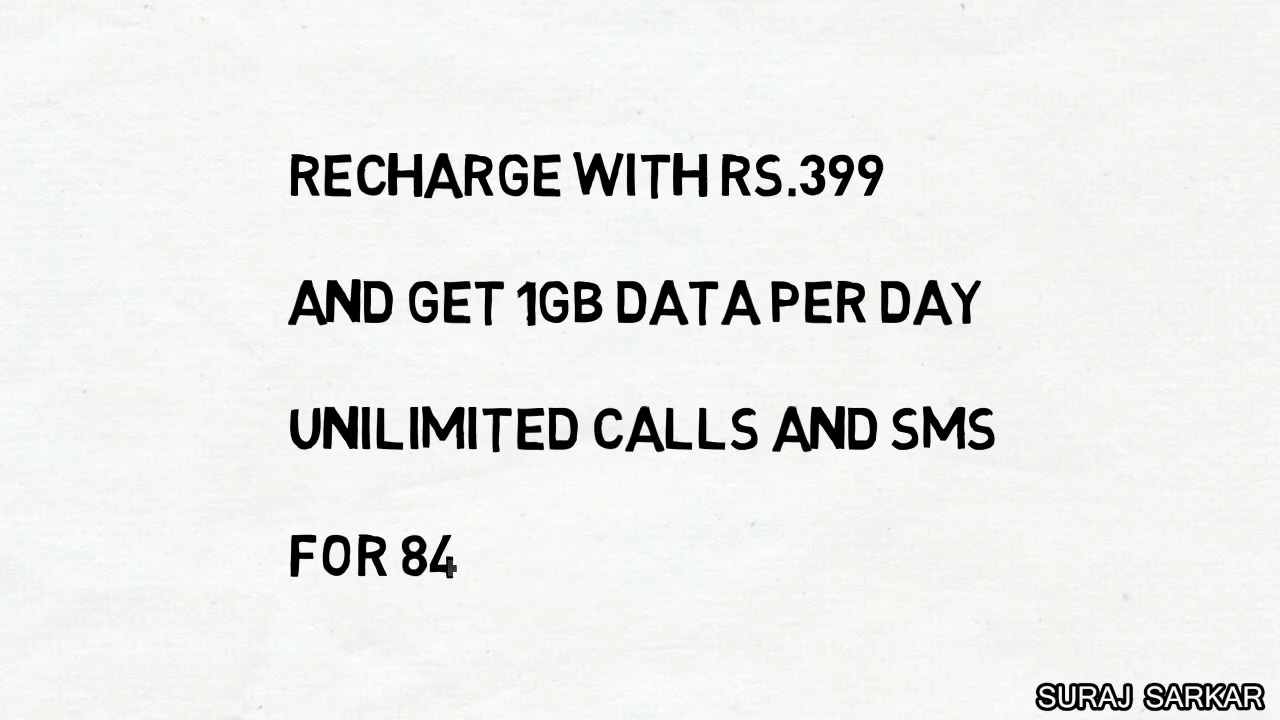 RECHARGE WITH RS.399
AND GET 1GB DATA PER DAY
UNILIMITED CALLS AND SMS
FOR 84
SURAJ SARKAR